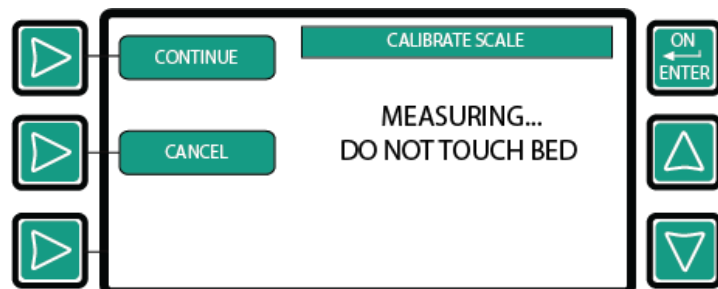 CONTINUE
CALIBRATE SCALE
ON
ENTER
MEASURING...
DO NOT TOUCH BED
CANCEL